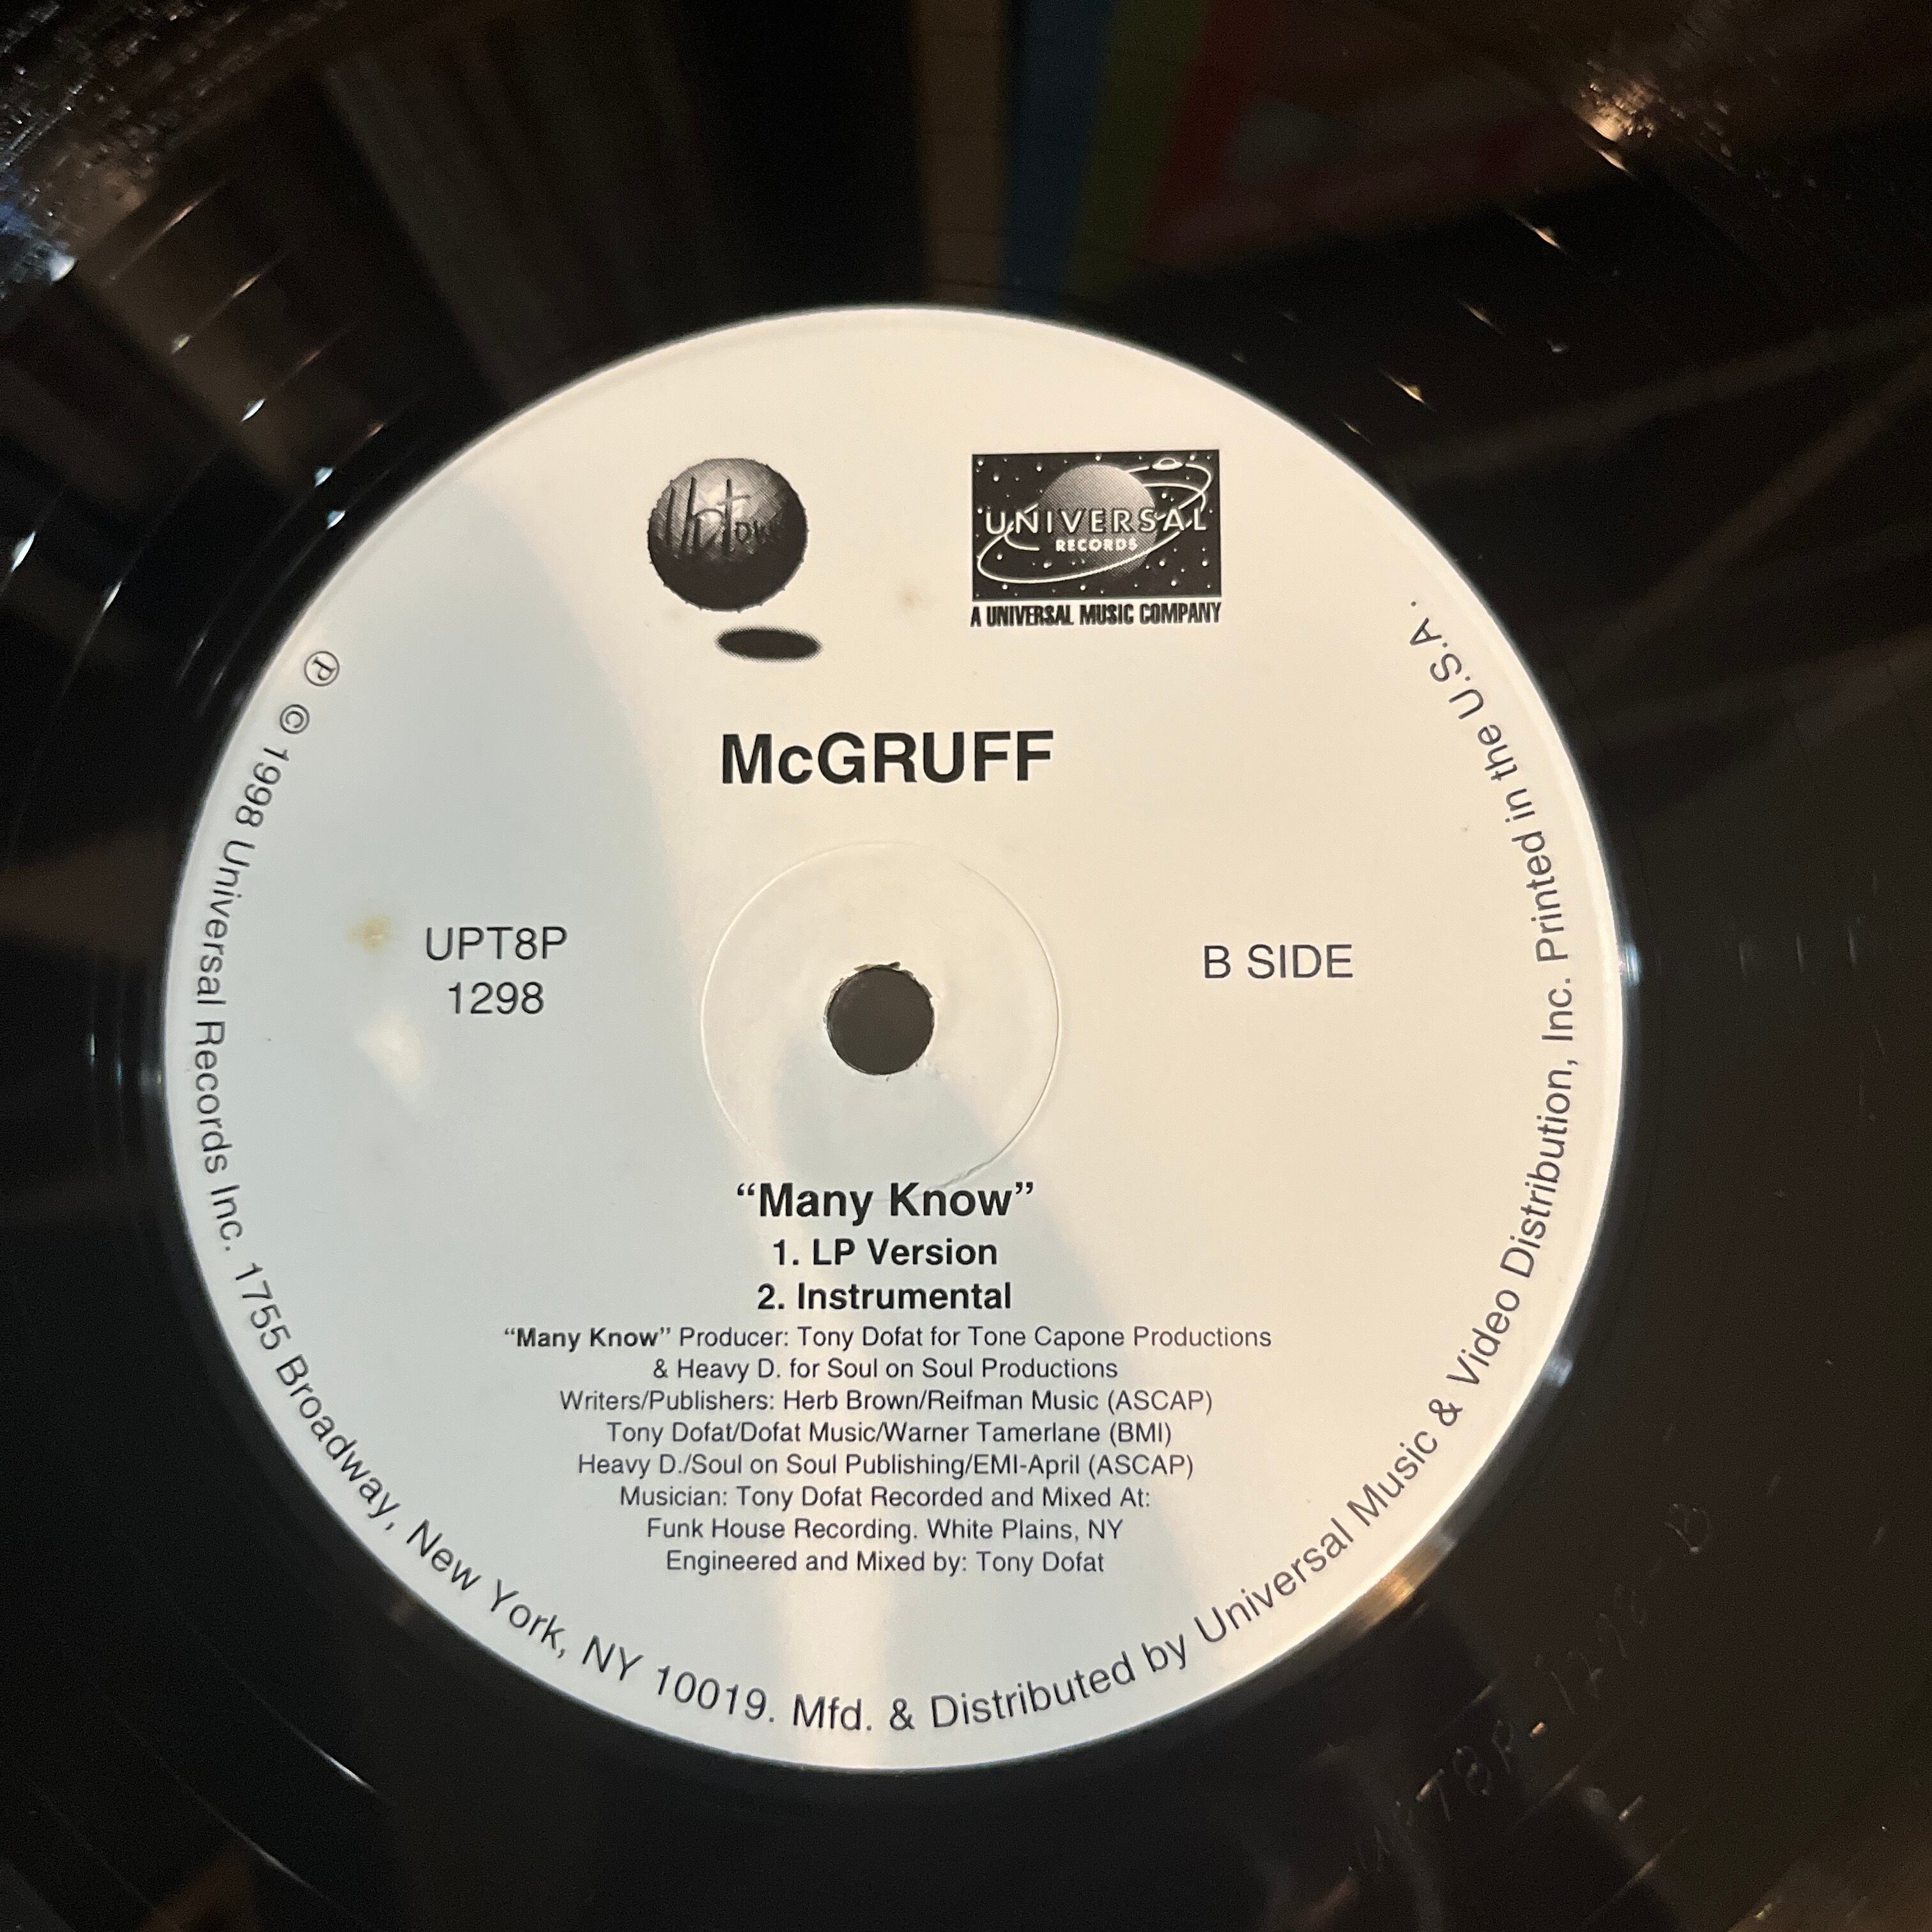 Uptown
UNIVERSAL
RECORDS
A UNIVERSAL MUSIC COMPANY
McGRUFF
UPT8P
1298
B SIDE
“Many Know”
1. LP Version
2. Instrumental
“Many Know” Producer: Tony Dofat for Tone Capone Productions
& Heavy D. for Soul on Soul Productions
Writers/Publishers: Herb Brown/Reifman Music (ASCAP)
Tony Dofat/Dofat Music/Warner Tamerlane (BMI)
Heavy D./Soul on Soul Publishing/EMI-April (ASCAP)
Musician: Tony Dofat Recorded and Mixed At:
Funk House Recording. White Plains, NY
Engineered and Mixed by: Tony Dofat
Ⓟ © 1998 Universal Records Inc. 1755 Broadway, New York, NY 10019. Mfd. & Distributed by Universal Music & Video Distribution, Inc. Printed in the U.S.A.
UPT8P-1298-B